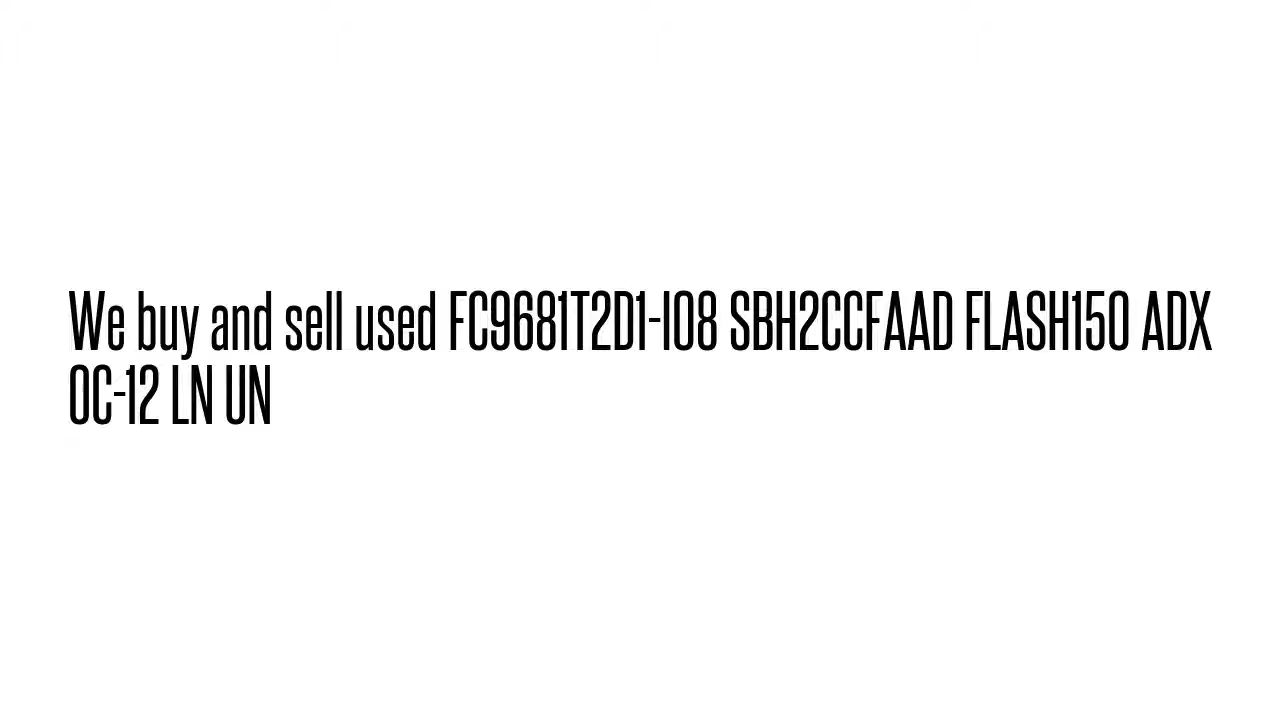 We buy and sell used FC9681T2D1-I08 SBH2CCFAAD FLASH150 ADX
OC-12 LN UN